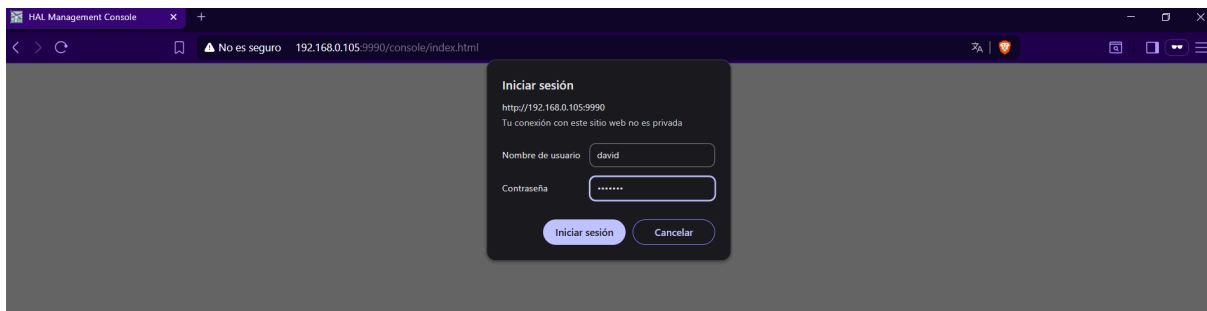 HAL Management Console
No es seguro 192.168.0.105:9990/console/index.html
Iniciar sesión
http://192.168.0.105:9990
Tu conexión con este sitio web no es privada
Nombre de usuario david
Contraseña •••••••
Iniciar sesión Cancelar